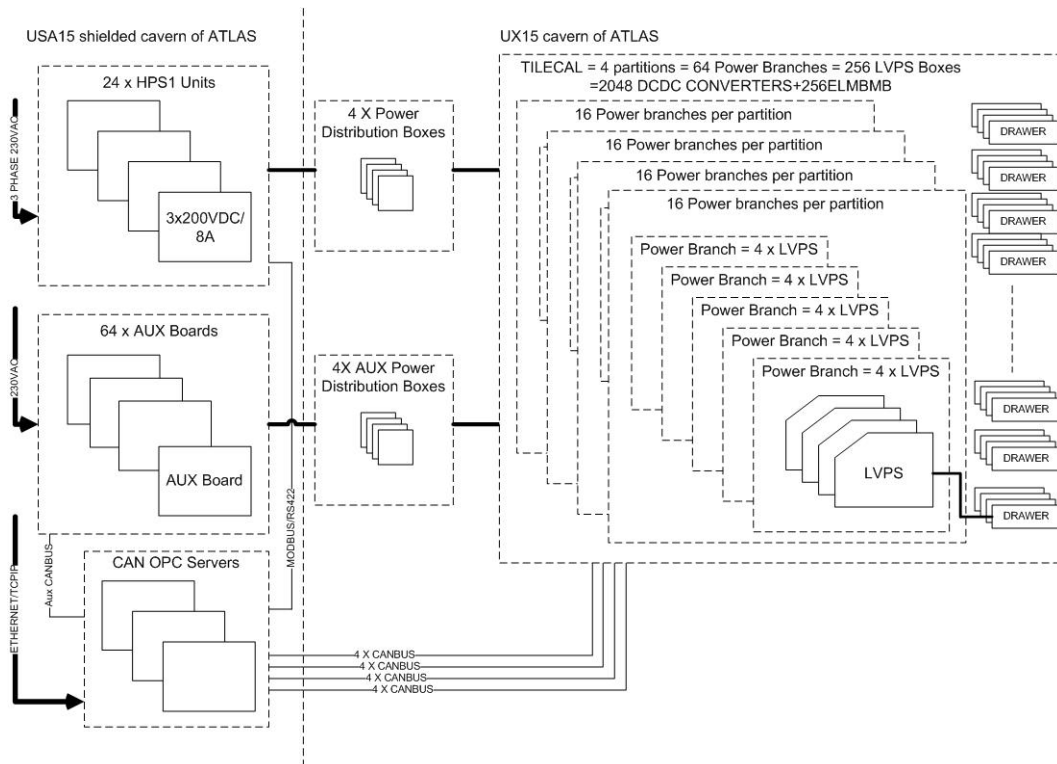 USA15 shielded cavern of ATLAS
UX15 cavern of ATLAS
24 x HPS1 Units
3 PHASE 230VAC
3x200VDC/
8A
4 X Power
Distribution Boxes
TILECAL = 4 partitions = 64 Power Branches = 256 LVPS Boxes
=2048 DCDC CONVERTERS+256ELMBMB
16 Power branches per partition
16 Power branches per partition
16 Power branches per partition
16 Power branches per partition
Power Branch = 4 x LVPS
Power Branch = 4 x LVPS
Power Branch = 4 x LVPS
Power Branch = 4 x LVPS
Power Branch = 4 x LVPS
LVPS
DRAWER
DRAWER
DRAWER
DRAWER
DRAWER
DRAWER
DRAWER
64 x AUX Boards
230VAC
AUX Board
4X AUX Power
Distribution Boxes
MODBUS/RS422
Aux CANBUS
ETHERNET/TCPIP
CAN OPC Servers
4 X CANBUS
4 X CANBUS
4 X CANBUS
4 X CANBUS